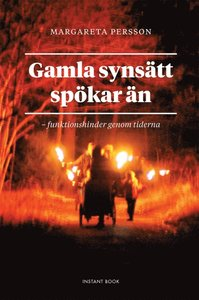 MARGARETA PERSSON
Gamla synsätt
spökar än
– funktionshinder genom tiderna
INSTANT BOOK